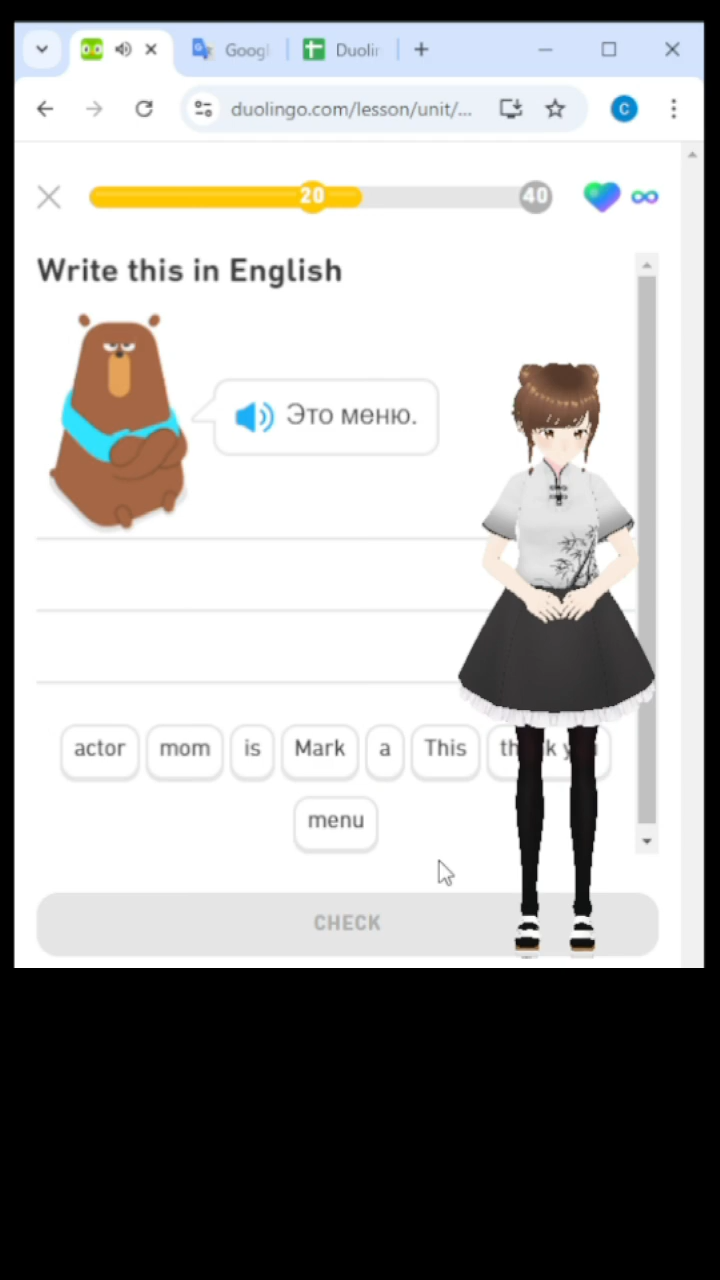 Googl
Duolin
duolingo.com/lesson/unit/...
C
20
40
Write this in English
Это меню.
actor mom is Mark a This
menu
CHECK